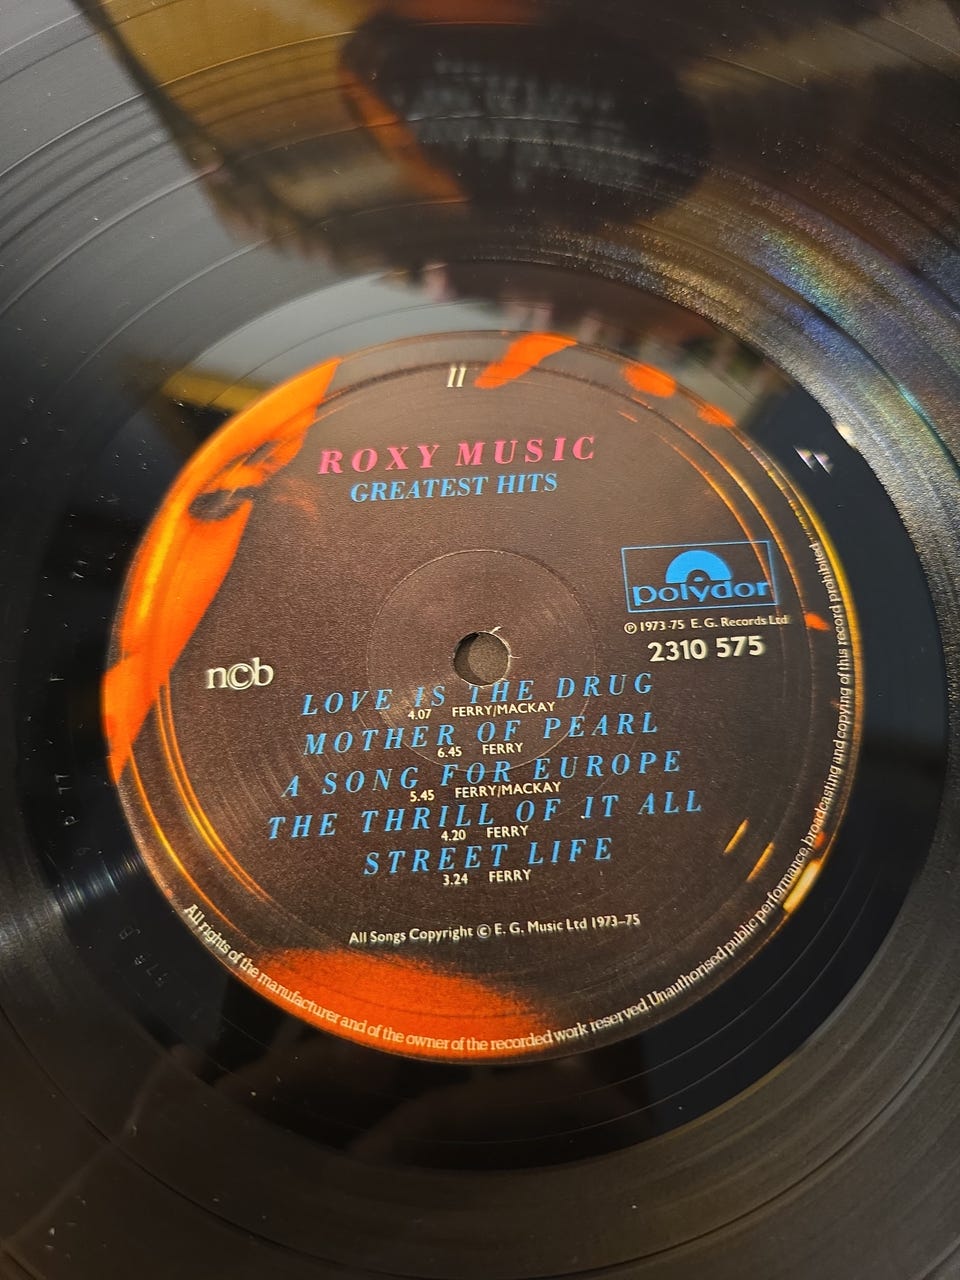 II
ROXY MUSIC
GREATEST HITS
polydor
℗ 1973-75 E. G. Records Ltd
2310 575
n©b
LOVE IS THE DRUG
4.07 FERRY/MACKAY
MOTHER OF PEARL
6.45 FERRY
A SONG FOR EUROPE
5.45 FERRY/MACKAY
THE THRILL OF IT ALL
4.20 FERRY
STREET LIFE
3.24 FERRY
All Songs Copyright © E. G. Music Ltd 1973–75
All rights of the manufacturer and of the owner of the recorded work reserved. Unauthorised public performance, broadcasting and copying of this record prohibited.